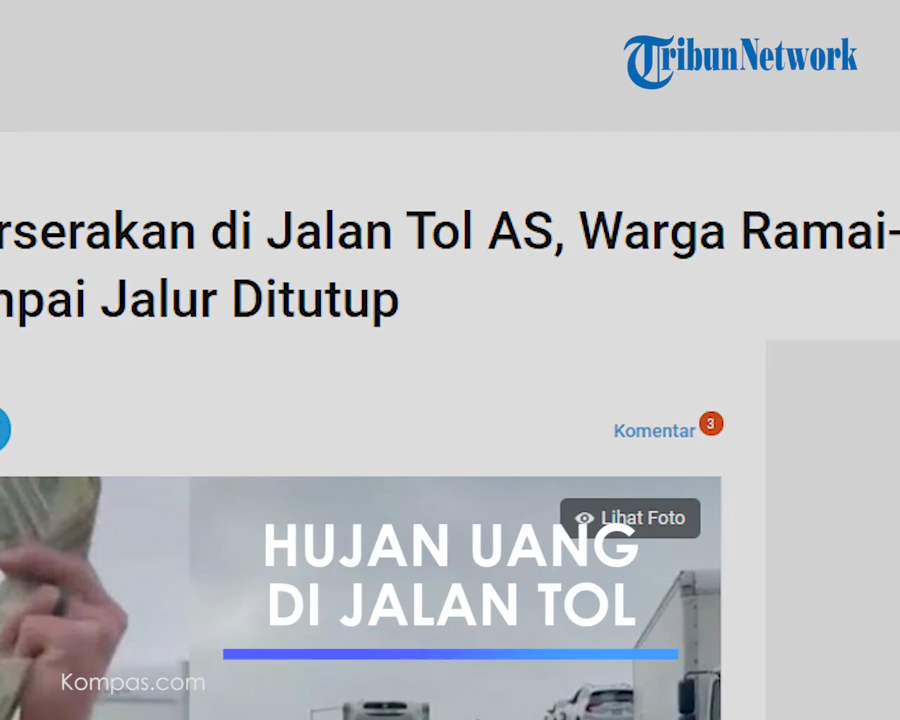 TribunNetwork
rserakan di Jalan Tol AS, Warga Ramai-
npai Jalur Ditutup
Komentar 3
Lihat Foto
HUJAN UANG
DI JALAN TOL
Kompas.com